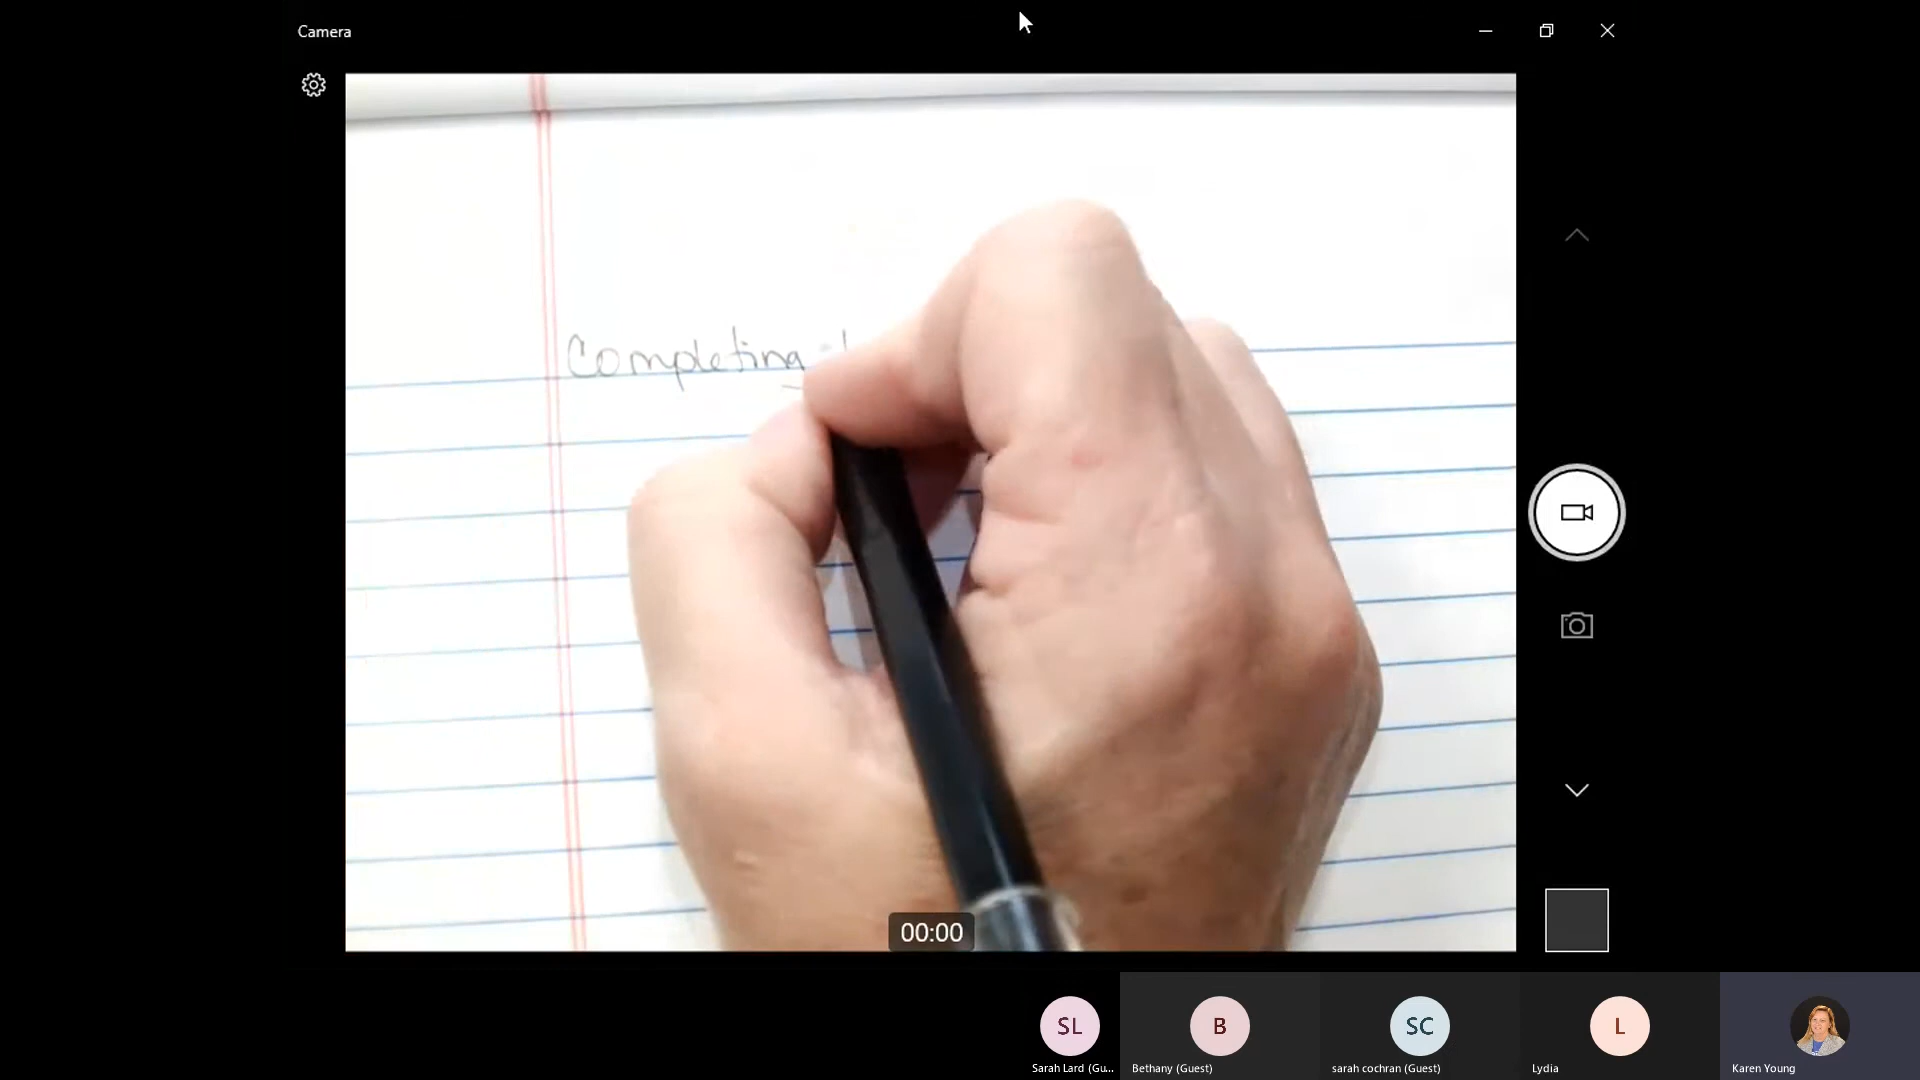 Camera
Completing
00:00
SL
B
SC
L
Sarah Lard (Gu...
Bethany (Guest)
sarah cochran (Guest)
Lydia
Karen Young